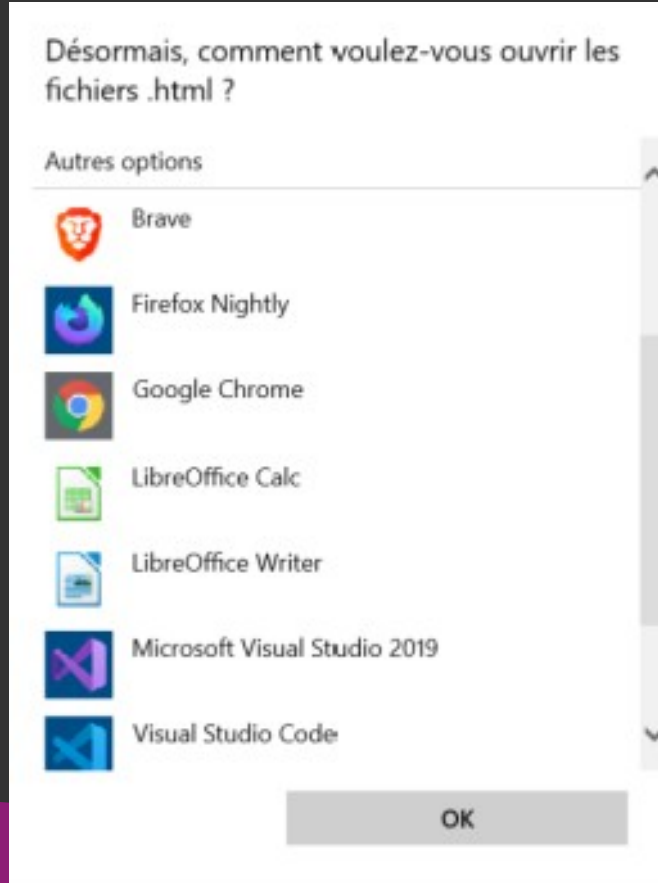 Désormais, comment voulez-vous ouvrir les
fichiers .html ?
Autres options
Brave
Firefox Nightly
Google Chrome
LibreOffice Calc
LibreOffice Writer
Microsoft Visual Studio 2019
Visual Studio Code
OK